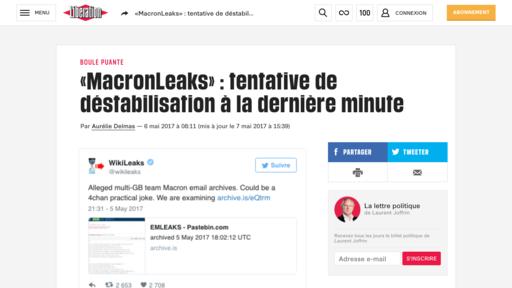 MENU
Libération
«MacronLeaks» : tentative de déstabil...
100
CONNEXION
ABONNEMENT
BOULE PUANTE
«MacronLeaks» : tentative de
déstabilisation à la dernière minute
Par Aurélie Delmas — 6 mai 2017 à 08:11 (mis à jour le 7 mai 2017 à 15:39)
WikiLeaks
@wikileaks
Suivre
Alleged multi-GB team Macron email archives. Could be a
4chan practical joke. We are examining archive.is/eQtrm
21:31 - 5 May 2017
EMLEAKS - Pastebin.com
archived 5 May 2017 18:02:12 UTC
archive.is
2 653
2 708
PARTAGER
TWEETER
La lettre politique
de Laurent Joffrin
Recevez tous les jours le billet politique de
Laurent Joffrin.
Adresse e-mail
S'INSCRIRE